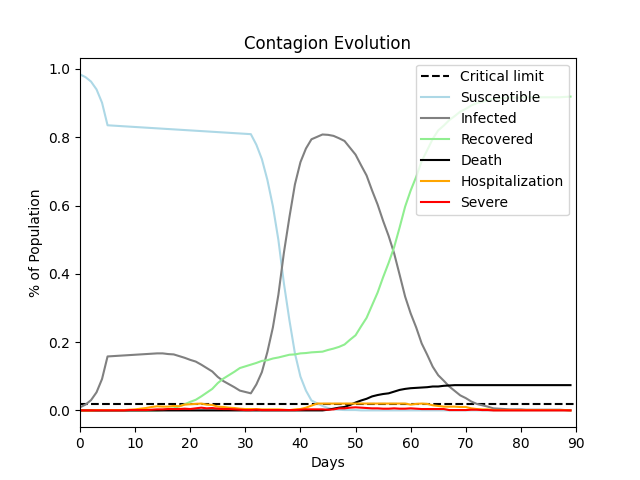 Contagion Evolution
1.0
0.8
0.6
0.4
0.2
0.0
% of Population
Critical limit
Susceptible
Infected
Recovered
Death
Hospitalization
Severe
0 10 20 30 40 50 60 70 80 90
Days